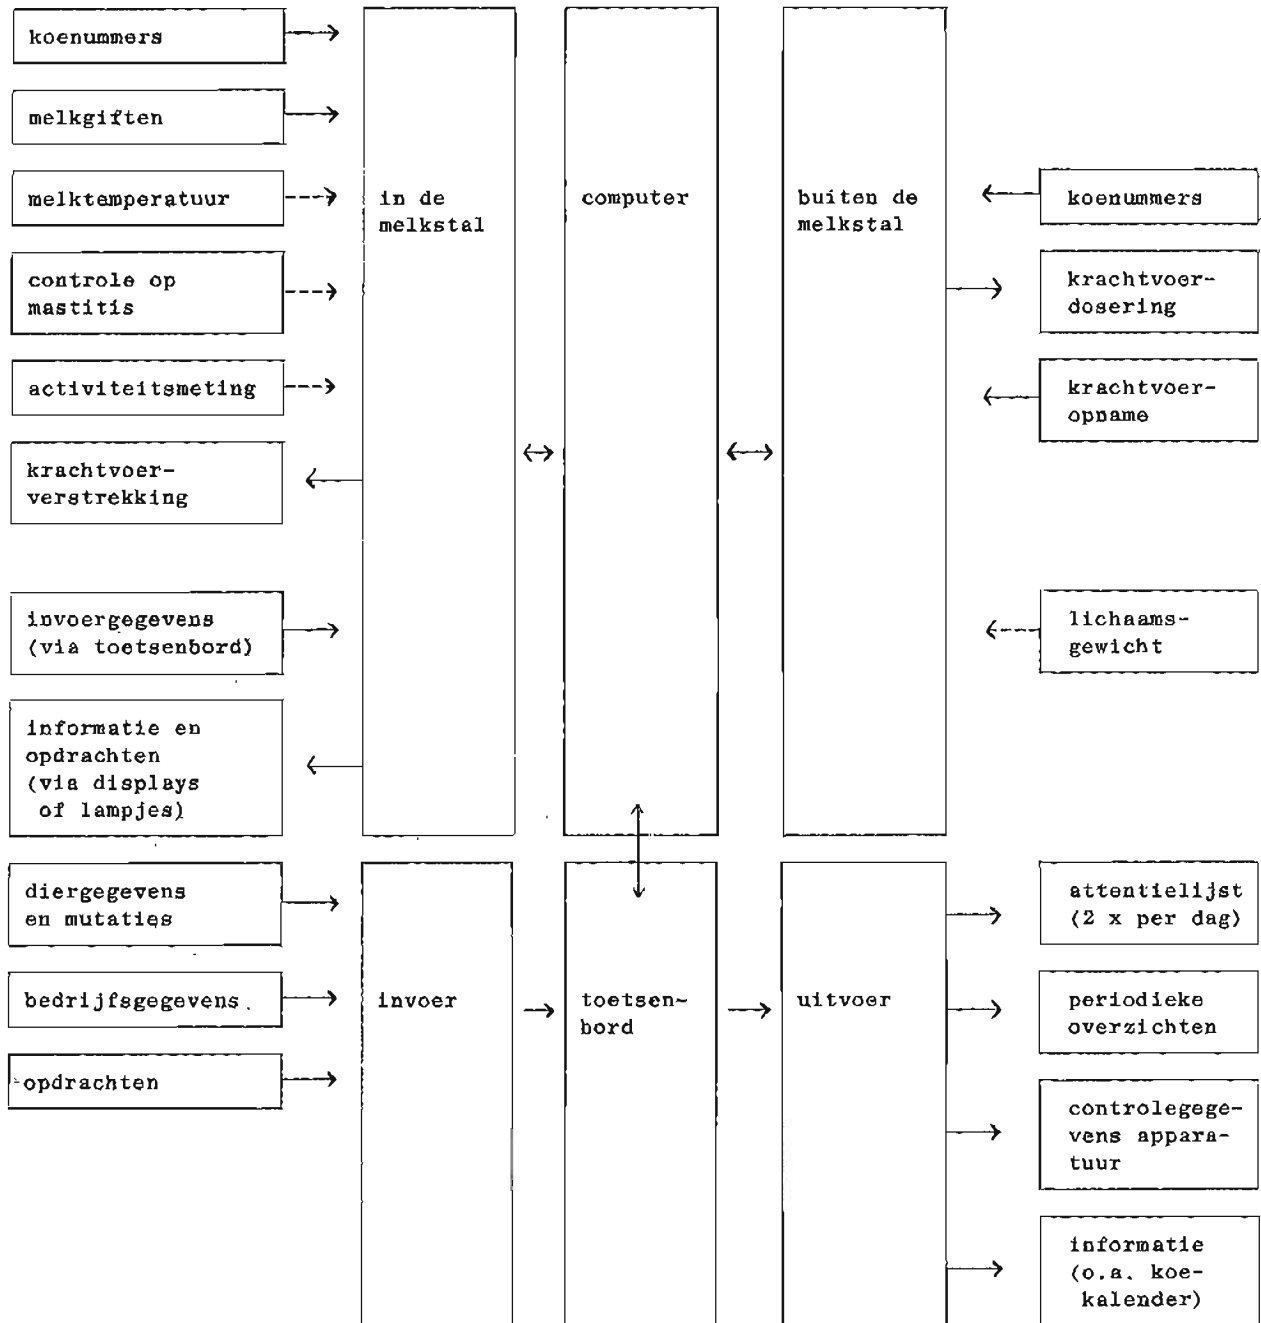 koenummers
melkgiften
melktemperatuur
controle op
mastitis
activiteitsmeting
krachtvoer-
verstrekking
invoergegevens
(via toetsenbord)
informatie en
opdrachten
(via displays
of lampjes)
in de
melkstal
computer
buiten de
melkstal
koenummers
krachtvoer-
dosering
krachtvoer-
opname
lichaams-
gewicht
diergegevens
en mutaties
bedrijfsgegevens
opdrachten
invoer
toetsen-
bord
uitvoer
attentielijst
(2 x per dag)
periodieke
overzichten
controlegege-
vens appara-
tuur
informatie
(o.a. koe-
kalender)